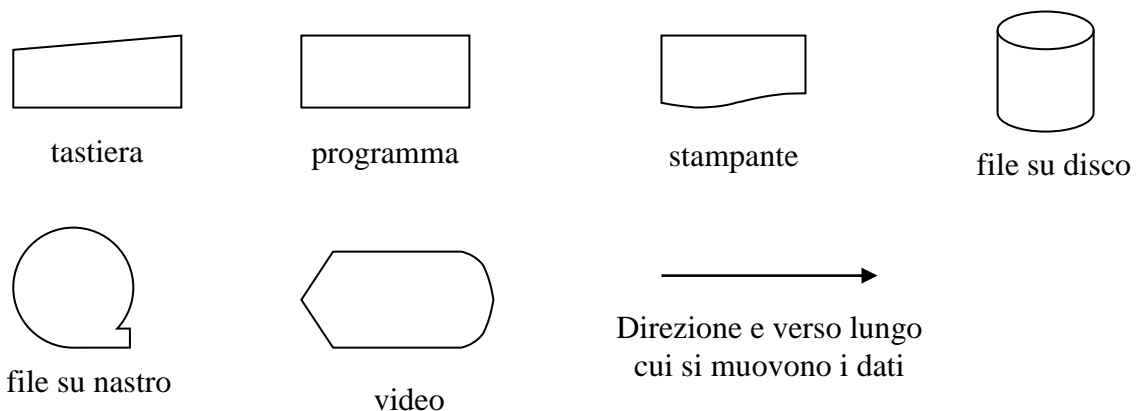 tastiera
programma
stampante
file su disco
file su nastro
video
Direzione e verso lungo
cui si muovono i dati